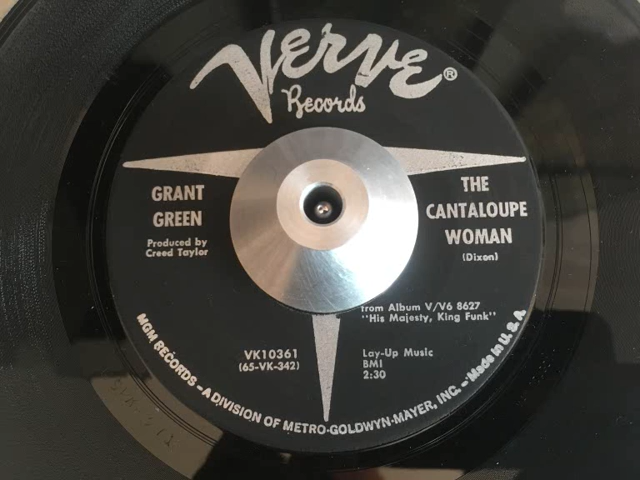 VERVE®
Records
GRANT
GREEN
Produced by
Creed Taylor
THE
CANTALOUPE
WOMAN
(Dixon)
from Album V/V6 8627
"His Majesty, King Funk"
VK10361
(65-VK-342)
Lay-Up Music
BMI
2:30
MGM RECORDS - A DIVISION OF METRO-GOLDWYN-MAYER, INC. - Made in U.S.A.